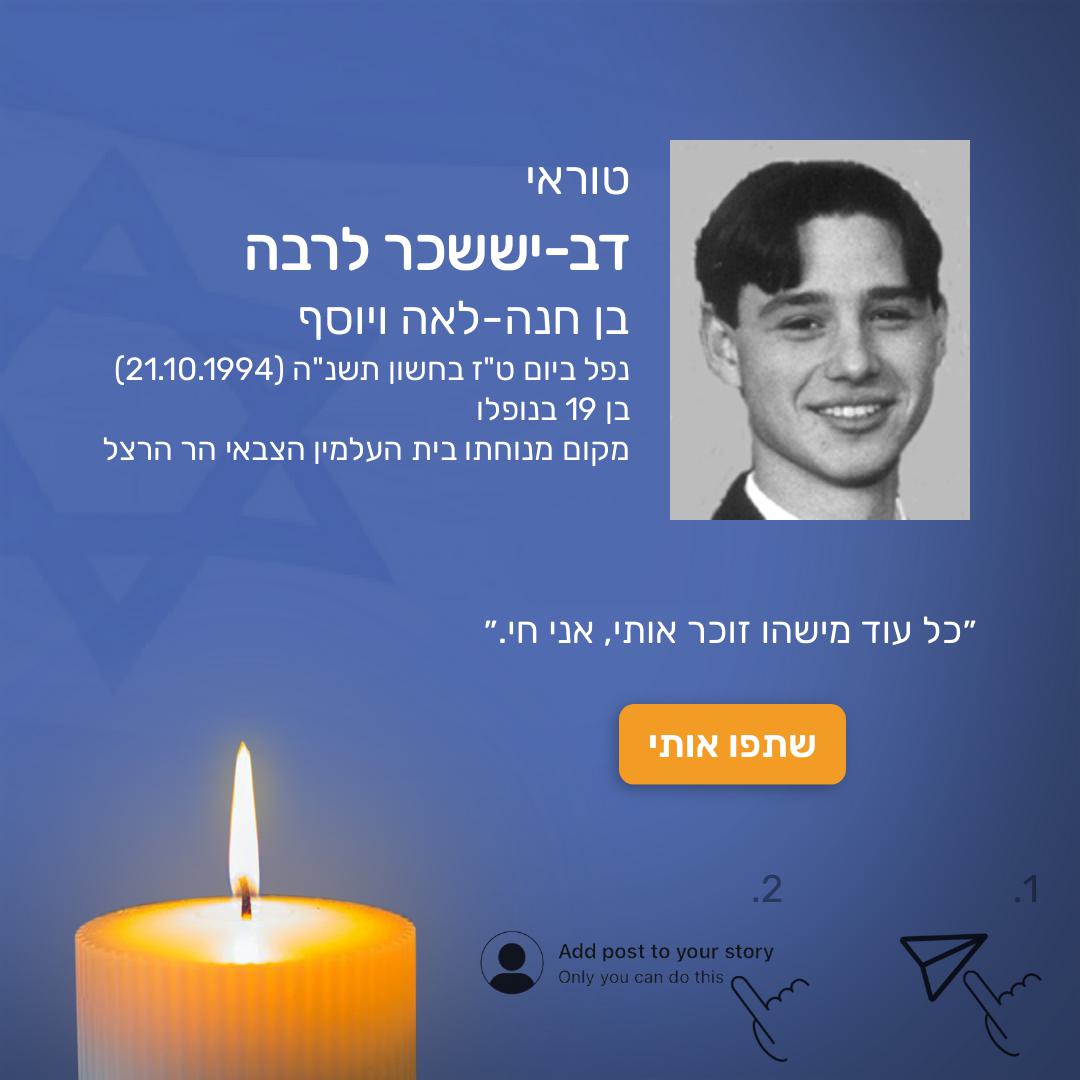 טוראי
דב-יששכר לרבה
בן חנה-לאה ויוסף
נפל ביום ט"ז בחשון תשנ"ה (21.10.1994)
בן 19 בנופלו
מקום מנוחתו בית העלמין הצבאי הר הרצל
״כל עוד מישהו זוכר אותי, אני חי.״
שתפו אותי
.1
.2
Add post to your story
Only you can do this